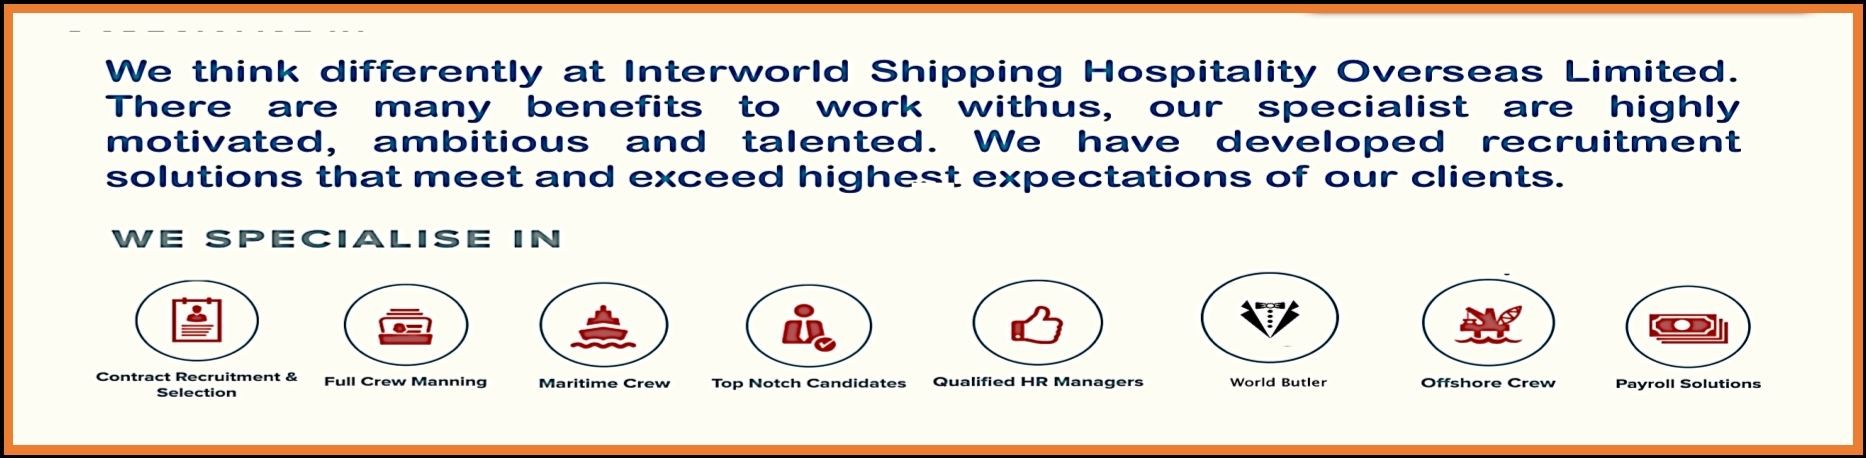 We think differently at Interworld Shipping Hospitality Overseas Limited.
There are many benefits to work withus, our specialist are highly
motivated, ambitious and talented. We have developed recruitment
solutions that meet and exceed highest expectations of our clients.
WE SPECIALISE IN
Contract Recruitment &
Selection
Full Crew Manning
Maritime Crew
Top Notch Candidates
Qualified HR Managers
World Butler
Offshore Crew
Payroll Solutions